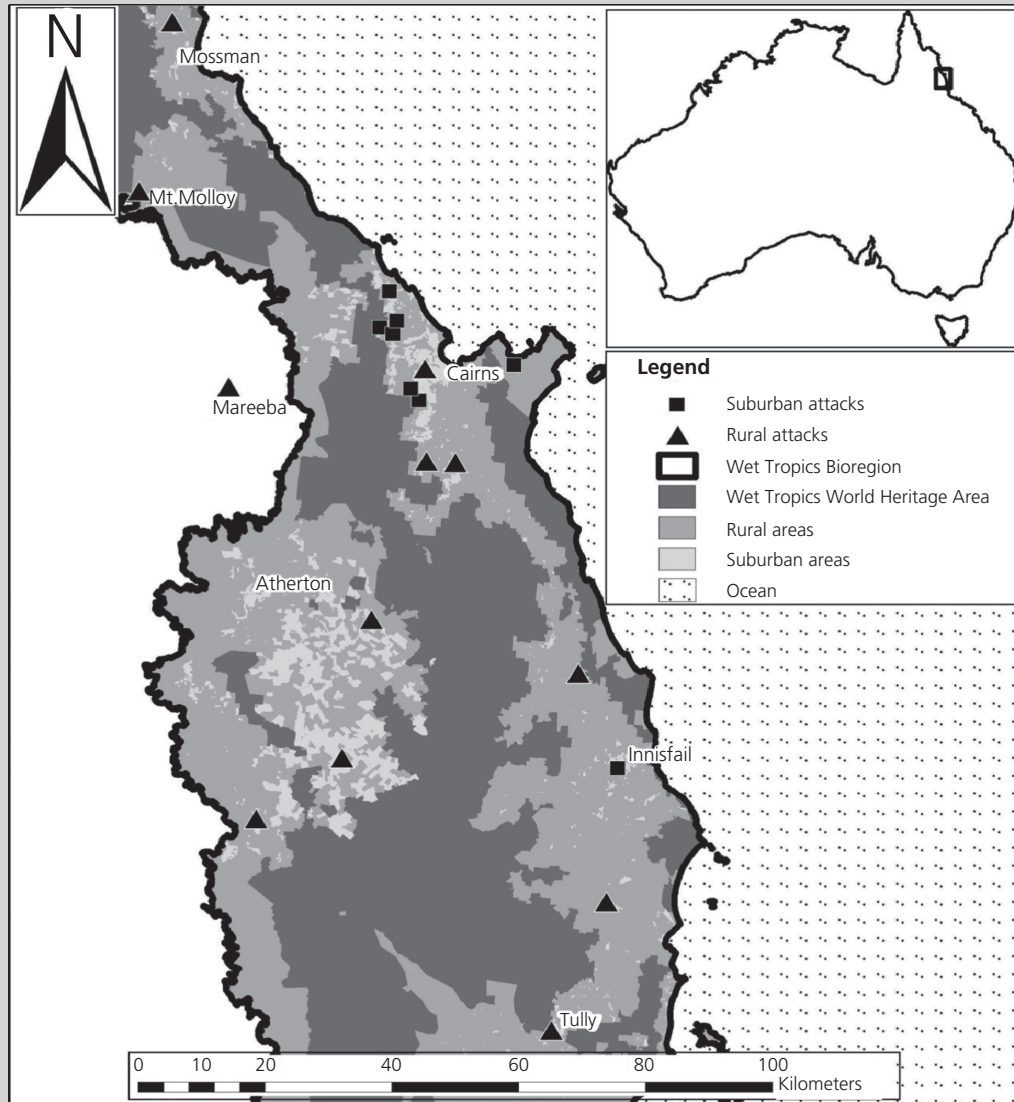 N
Mossman
Mt.Molloy
Cairns
Mareeba
Atherton
Innisfail
Tully
Legend
Suburban attacks
Rural attacks
Wet Tropics Bioregion
Wet Tropics World Heritage Area
Rural areas
Suburban areas
Ocean
0 10 20 40 60 80 100
Kilometers